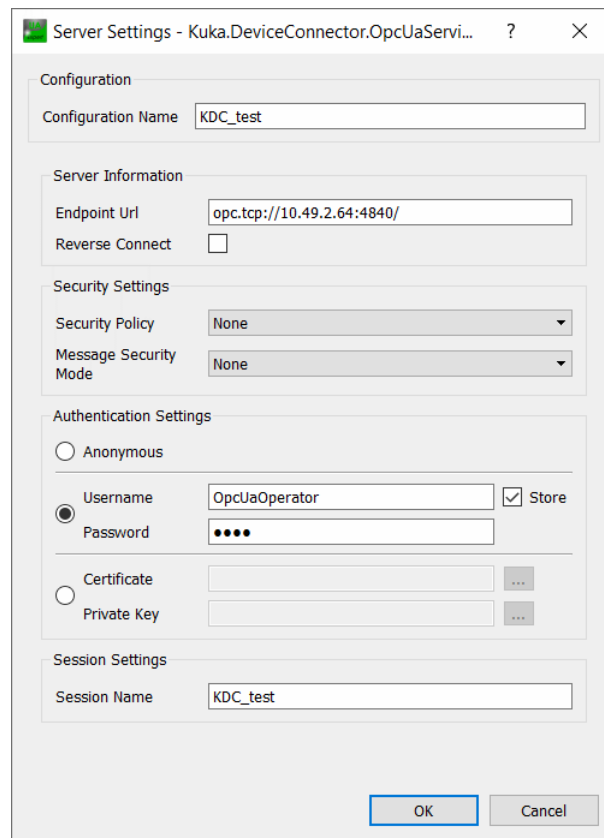 Server Settings - Kuka.DeviceConnector.OpcUaServi... ?
Configuration
Configuration Name KDC_test
Server Information
Endpoint Url opc.tcp://10.49.2.64:4840/
Reverse Connect
Security Settings
Security Policy None
Message Security Mode None
Authentication Settings
Anonymous
Username OpcUaOperator Store
Password ●●●●
Certificate ...
Private Key ...
Session Settings
Session Name KDC_test
OK Cancel